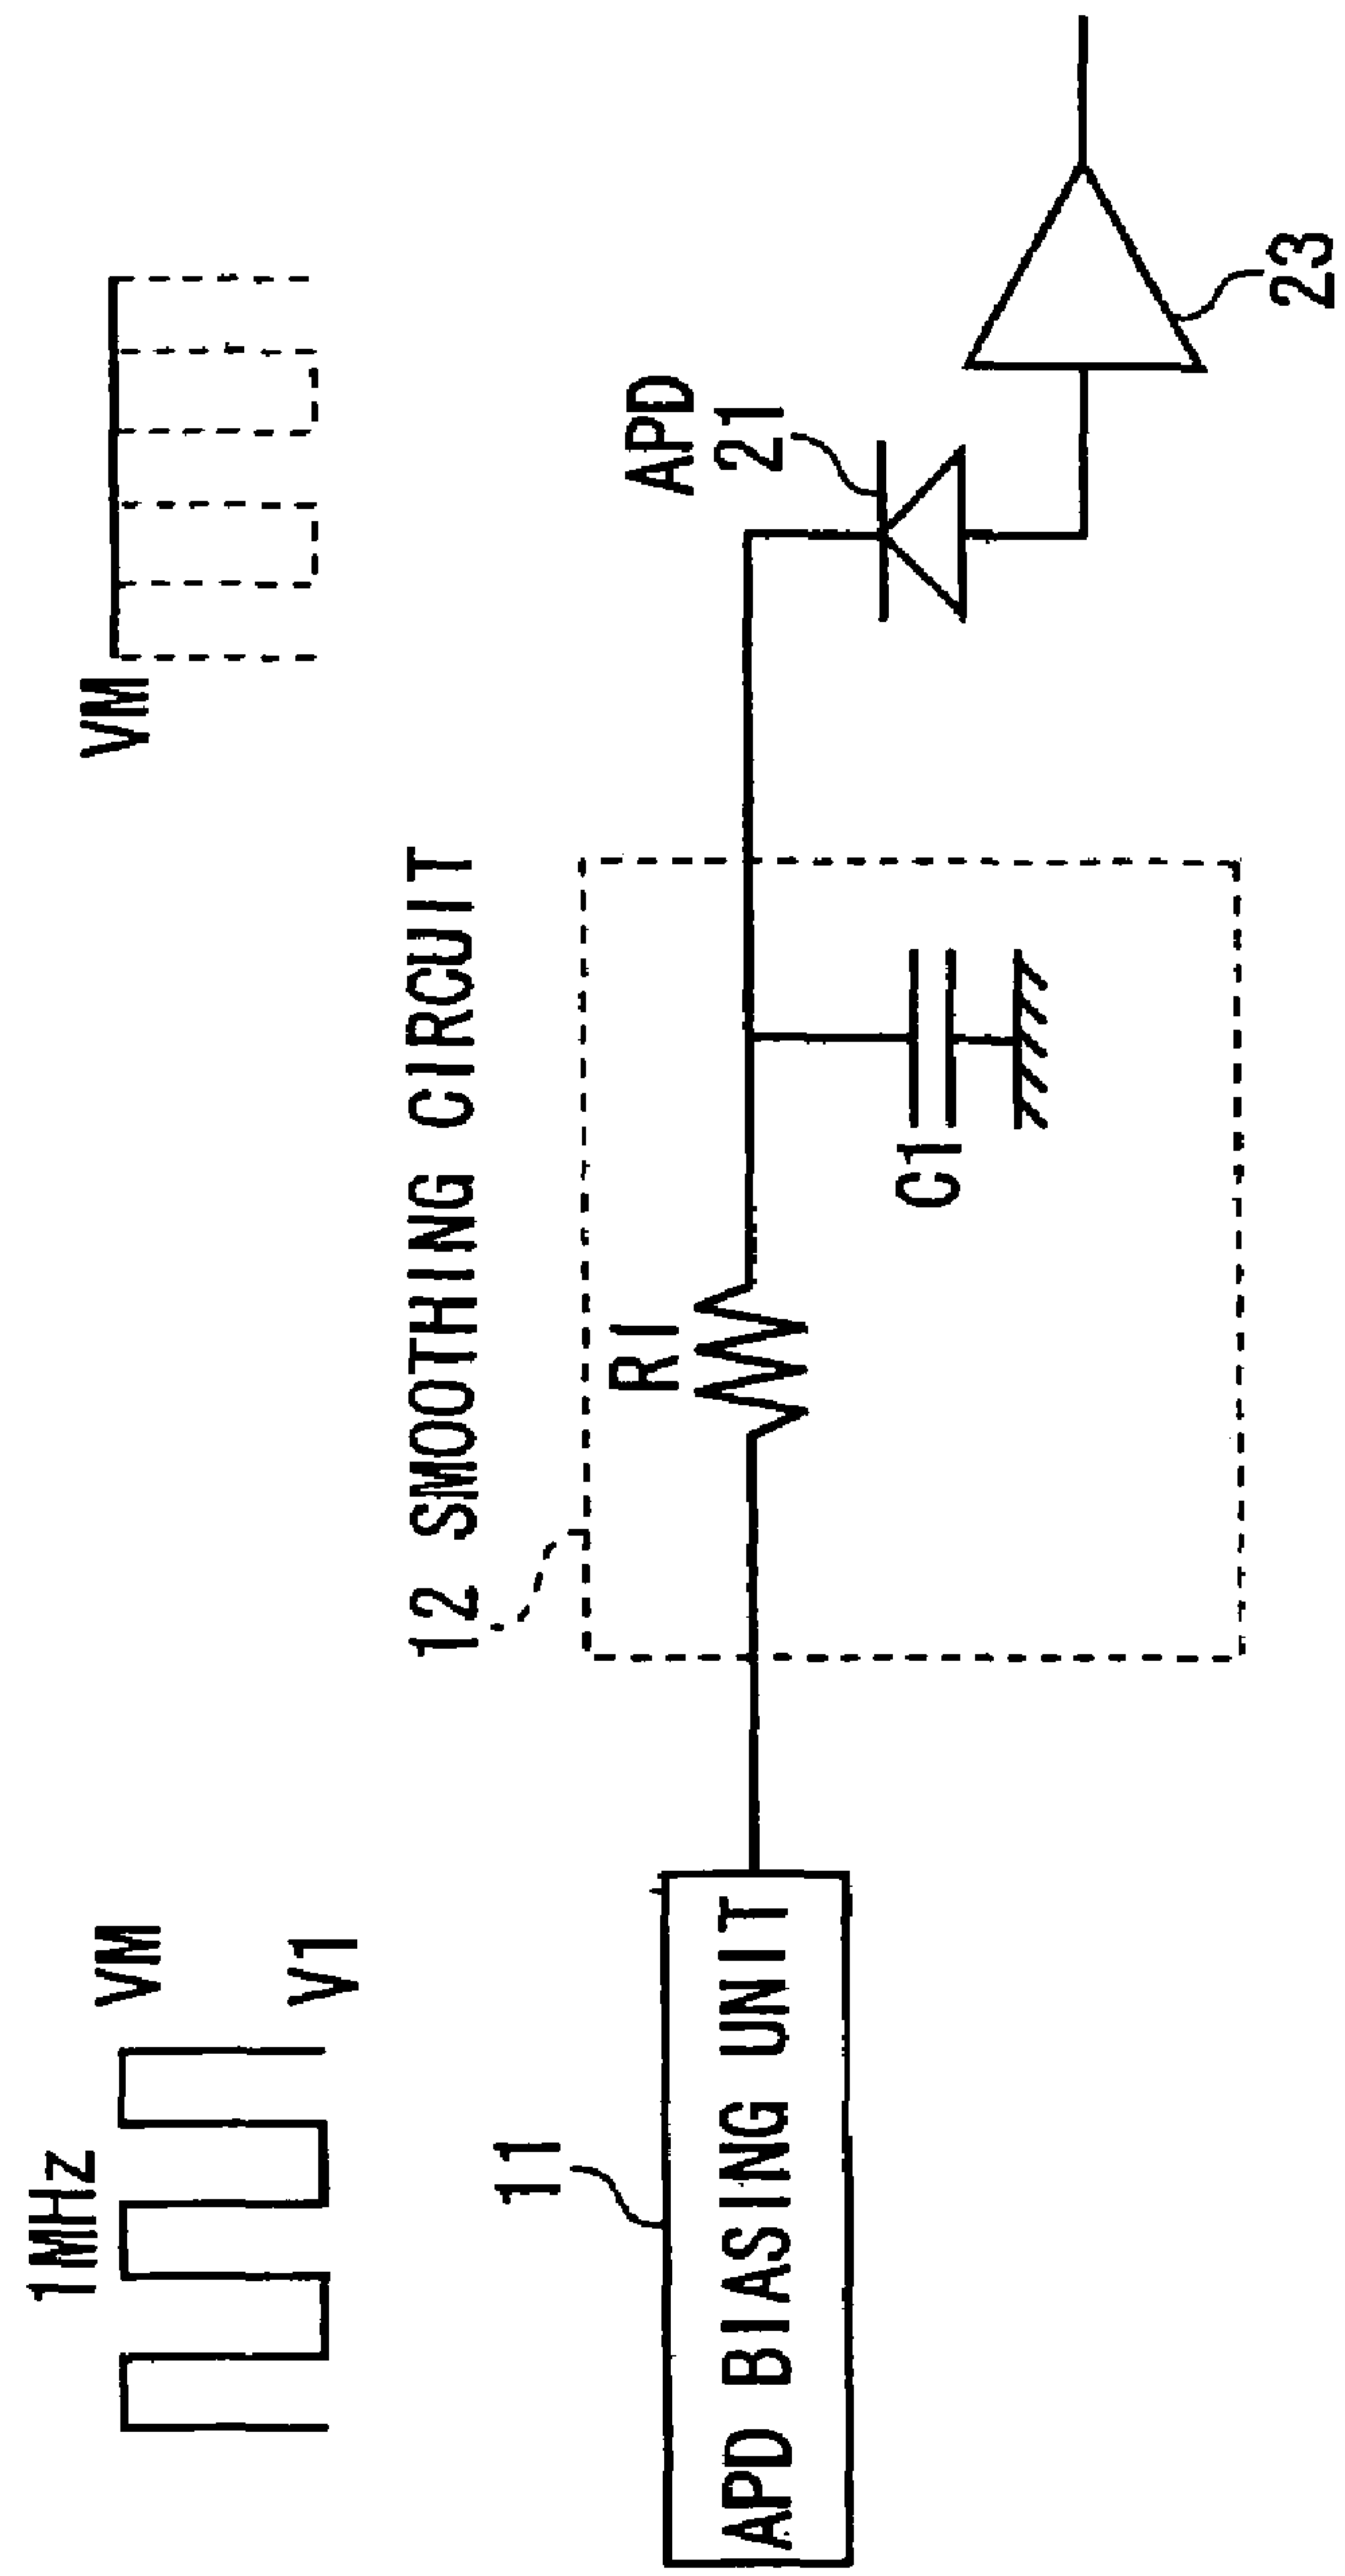 1MHz
VM
V1
VM
11
APD BIASING UNIT
12 SMOOTHING CIRCUIT
R1
C1
APD
21
23